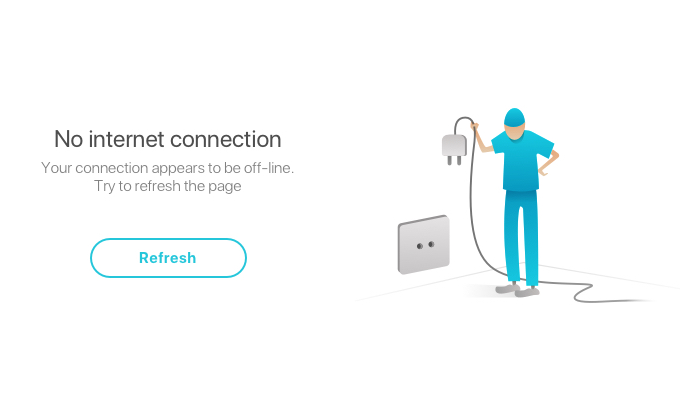 No internet connection
Your connection appears to be off-line.
Try to refresh the page
Refresh